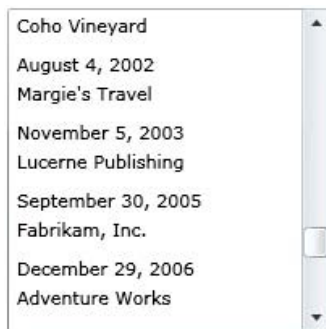 Coho Vineyard
August 4, 2002
Margie's Travel
November 5, 2003
Lucerne Publishing
September 30, 2005
Fabrikam, Inc.
December 29, 2006
Adventure Works